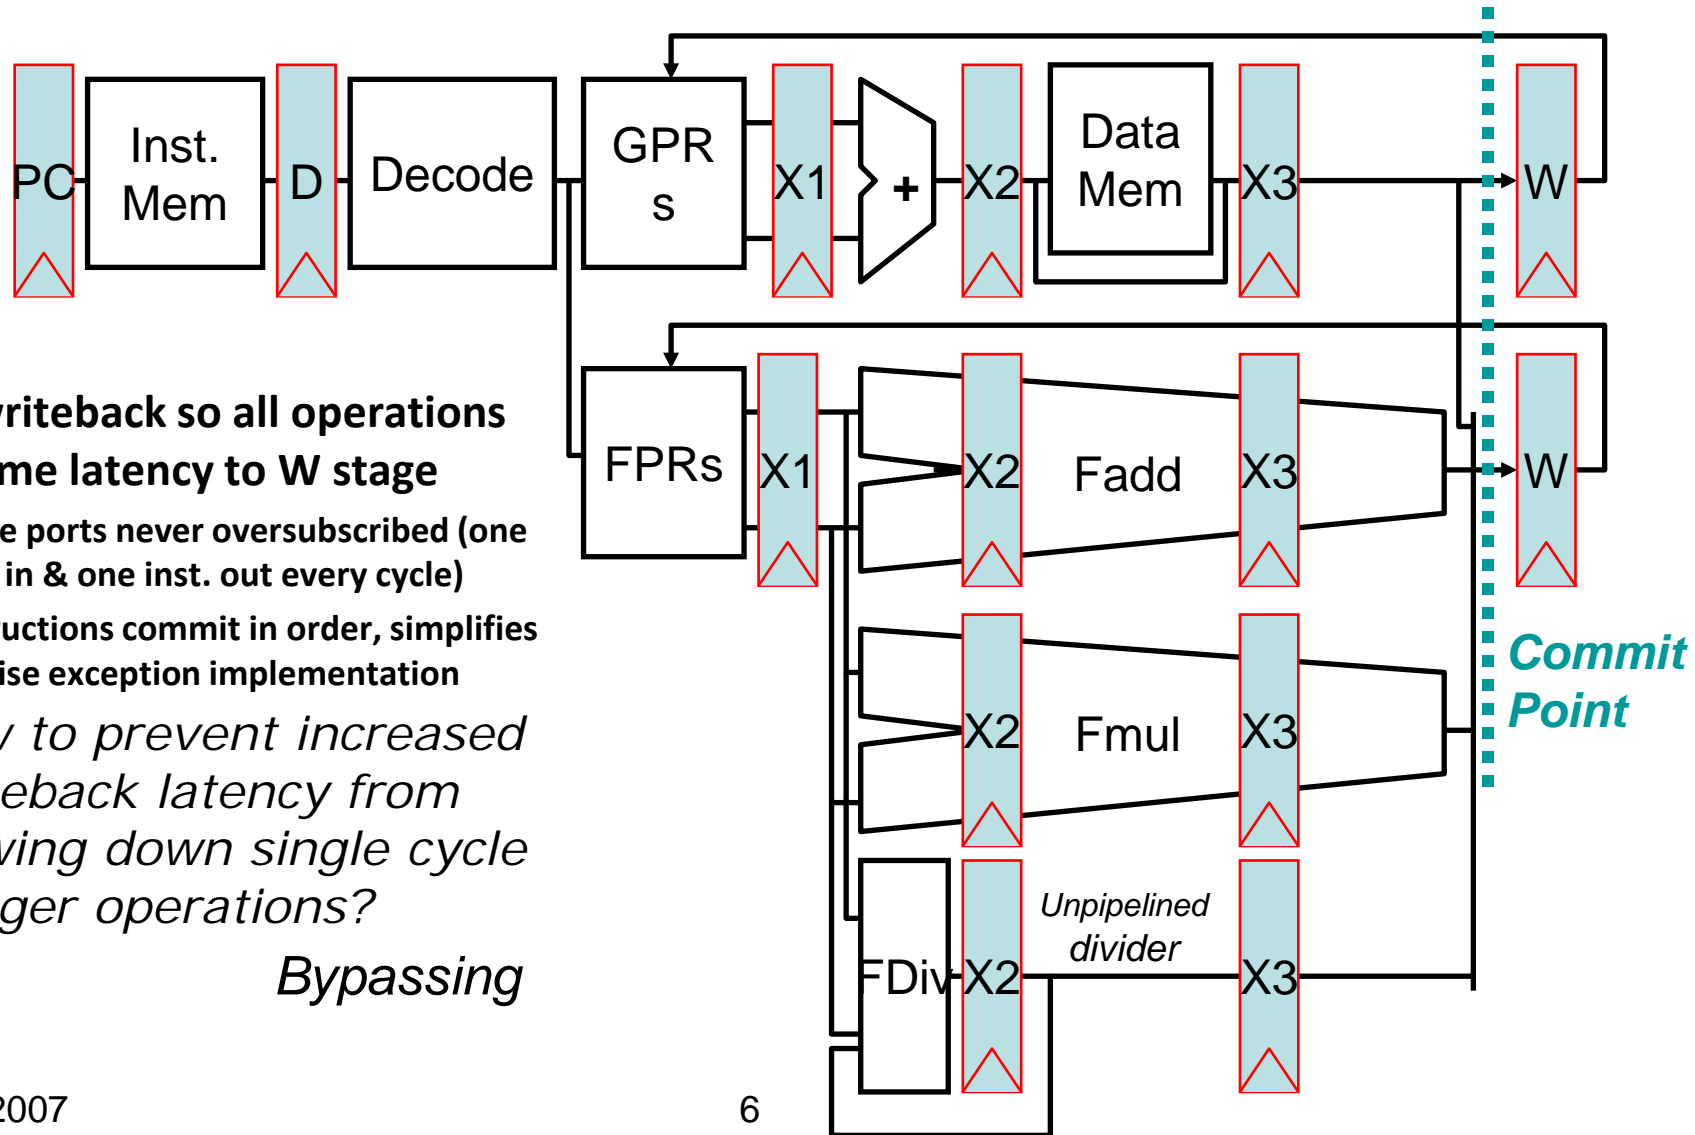 PC
Inst.
Mem
D
Decode
GPR
s
X1
+
X2
Data
Mem
X3
W
FPRs
X1
X2
Fadd
X3
W
writeback so all operations
me latency to W stage
e ports never oversubscribed (one
in & one inst. out every cycle)
ructions commit in order, simplifies
ise exception implementation
w to prevent increased
eback latency from
wing down single cycle
ger operations?
Bypassing
X2
Fmul
X3
Commit
Point
FDiv
X2
Unpipelined
divider
X3
2007
6